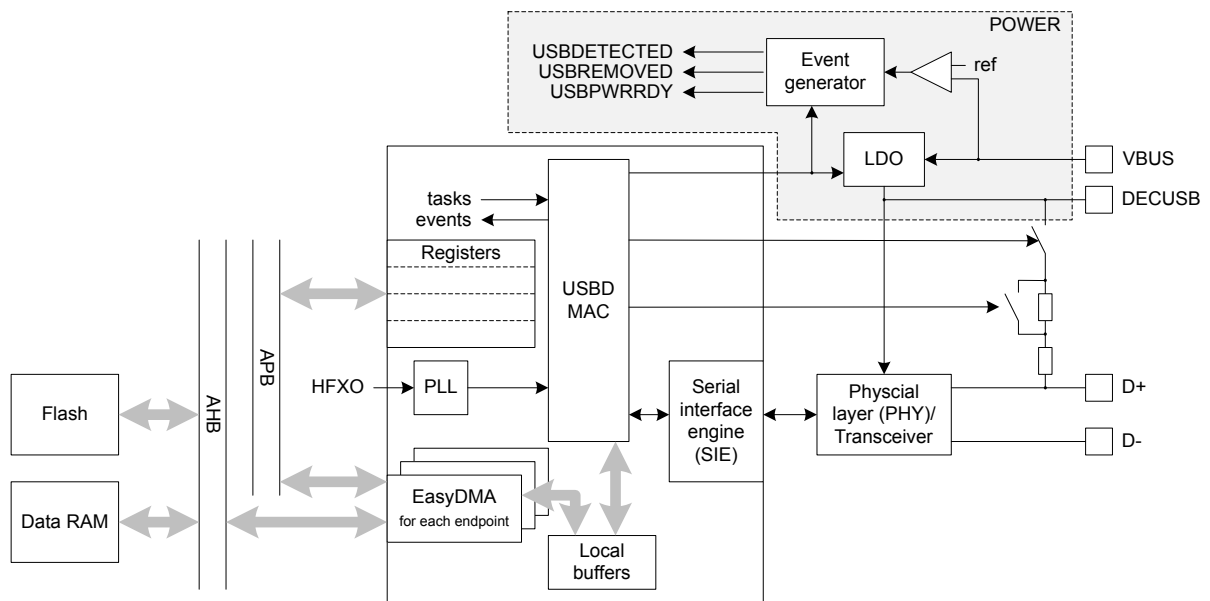 POWER
USBDETECTED
USBREMOVED
USBPWRRDY
Event
generator
ref
LDO
VBUS
DECUSB
tasks
events
Registers
USBD
MAC
APB
AHB
HFXO
PLL
Serial
interface
engine
(SIE)
Physcial
layer (PHY)/
Transceiver
D+
D-
Flash
Data RAM
EasyDMA
for each endpoint
Local
buffers